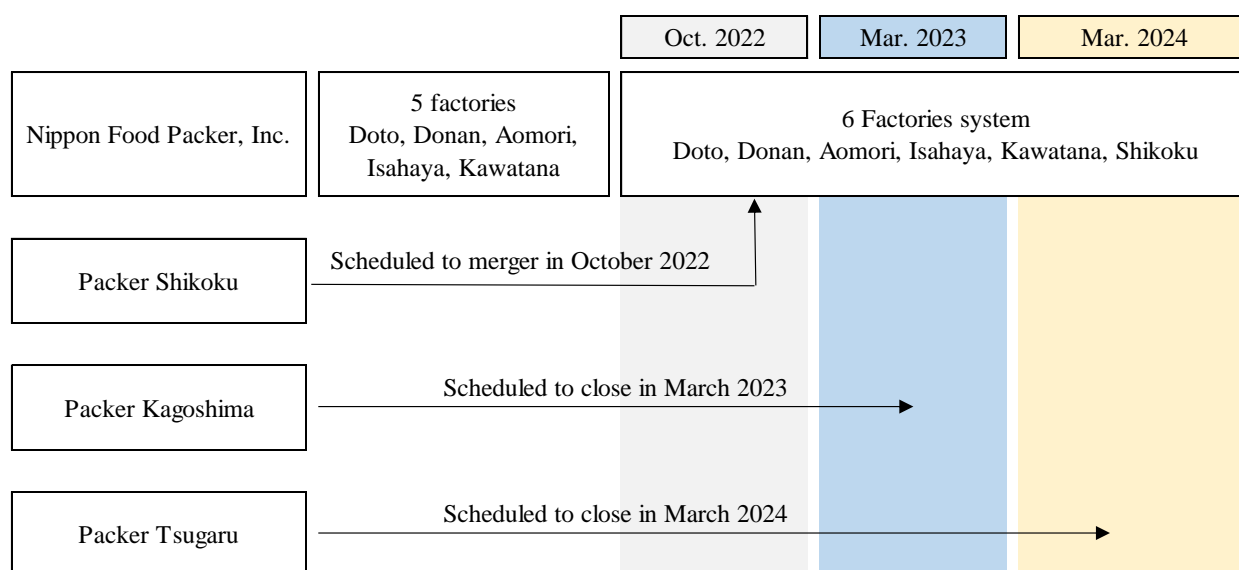 Oct. 2022
Mar. 2023
Mar. 2024
Nippon Food Packer, Inc.
5 factories
Doto, Donan, Aomori,
Isahaya, Kawatana
6 Factories system
Doto, Donan, Aomori, Isahaya, Kawatana, Shikoku
Packer Shikoku
Scheduled to merger in October 2022
Packer Kagoshima
Scheduled to close in March 2023
Packer Tsugaru
Scheduled to close in March 2024